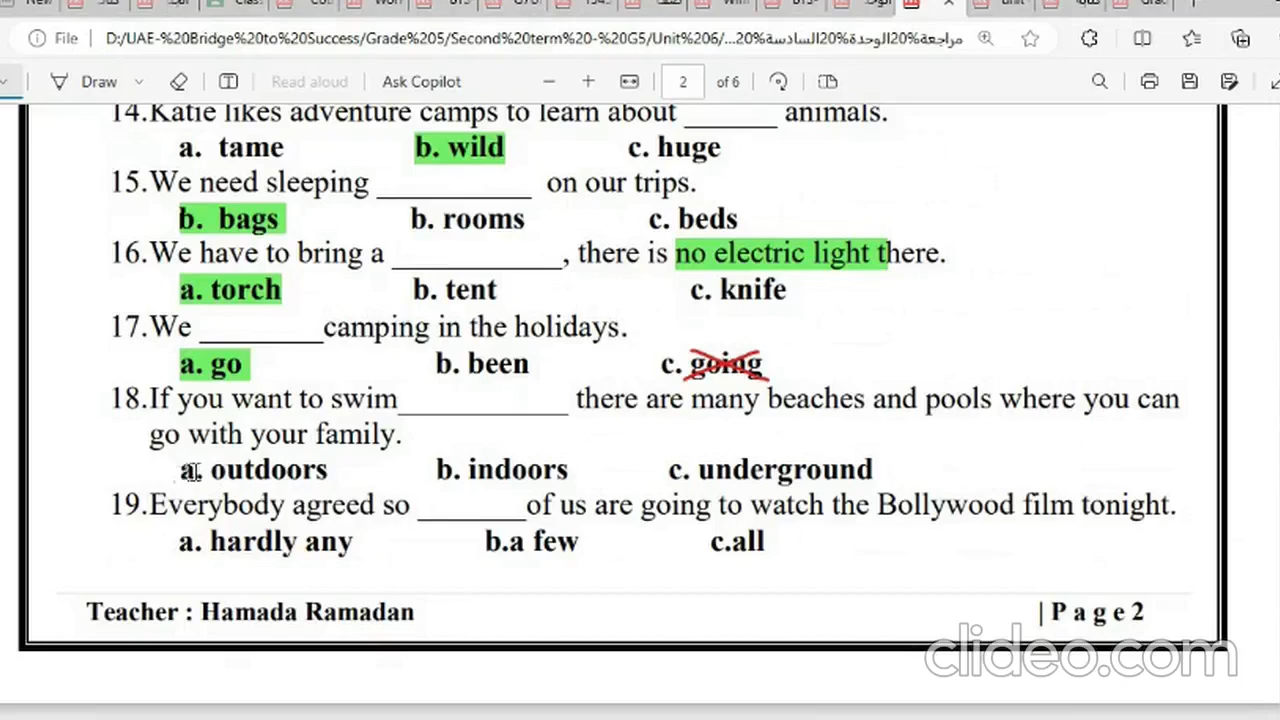 File D:/UAE-%20Bridge%20to%20Success/Grade%205/Second%20term%20-%20G5/Unit%206/...20%مراجعة%20الوحدة%20السادسة
Draw Read aloud Ask Copilot 2 of 6
14.Katie likes adventure camps to learn about ______ animals.
a. tame b. wild c. huge
15.We need sleeping __________ on our trips.
b. bags b. rooms c. beds
16.We have to bring a ___________, there is no electric light there.
a. torch b. tent c. knife
17.We ________camping in the holidays.
a. go b. been c. going
18.If you want to swim___________ there are many beaches and pools where you can
go with your family.
a. outdoors b. indoors c. underground
19.Everybody agreed so _______of us are going to watch the Bollywood film tonight.
a. hardly any b.a few c.all
Teacher : Hamada Ramadan | P a g e 2
clideo.com